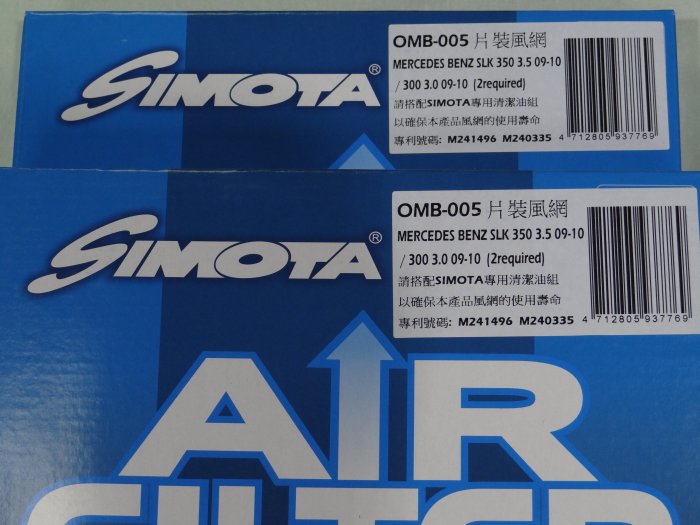 SIMOTA®
OMB-005 片裝風網
MERCEDES BENZ SLK 350 3.5 09-10
/ 300 3.0 09-10 (2required)
請搭配SIMOTA專用清潔油組
以確保本產品風網的使用壽命
專利號碼: M241496 M240335
4 712805 937769
SIMOTA®
OMB-005 片裝風網
MERCEDES BENZ SLK 350 3.5 09-10
/ 300 3.0 09-10 (2required)
請搭配SIMOTA專用清潔油組
以確保本產品風網的使用壽命
專利號碼: M241496 M240335
4 712805 937769
AIR
FILTER